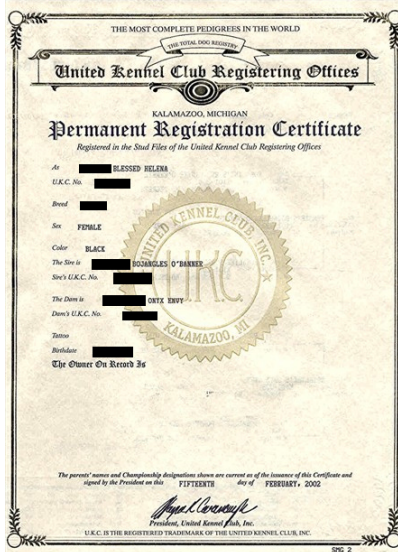 THE MOST COMPLETE PEDIGREES IN THE WORLD
THE TOTAL DOG REGISTRY
United Kennel Club Registering Offices
KALAMAZOO, MICHIGAN
Permanent Registration Certificate
Registered in the Stud Files of the United Kennel Club Registering Offices
As BLESSED HELENA
U.K.C. No.
Breed
Sex FEMALE
Color BLACK
The Sire is BOJANGLES O'BANNER
Sire's U.K.C. No.
The Dam is ONYX ENVY
Dam's U.K.C. No.
Tattoo
Birthdate
The Owner On Record Is
UNITED KENNEL CLUB, INC.
U.K.C.
KALAMAZOO, MI
The parents' names and Championship designations shown are current as of the issuance of this Certificate and
signed by the President on this FIFTEENTH day of FEBRUARY, 2002
President, United Kennel Club, Inc.
U.K.C. IS THE REGISTERED TRADEMARK OF THE UNITED KENNEL CLUB, INC.
SMG 2